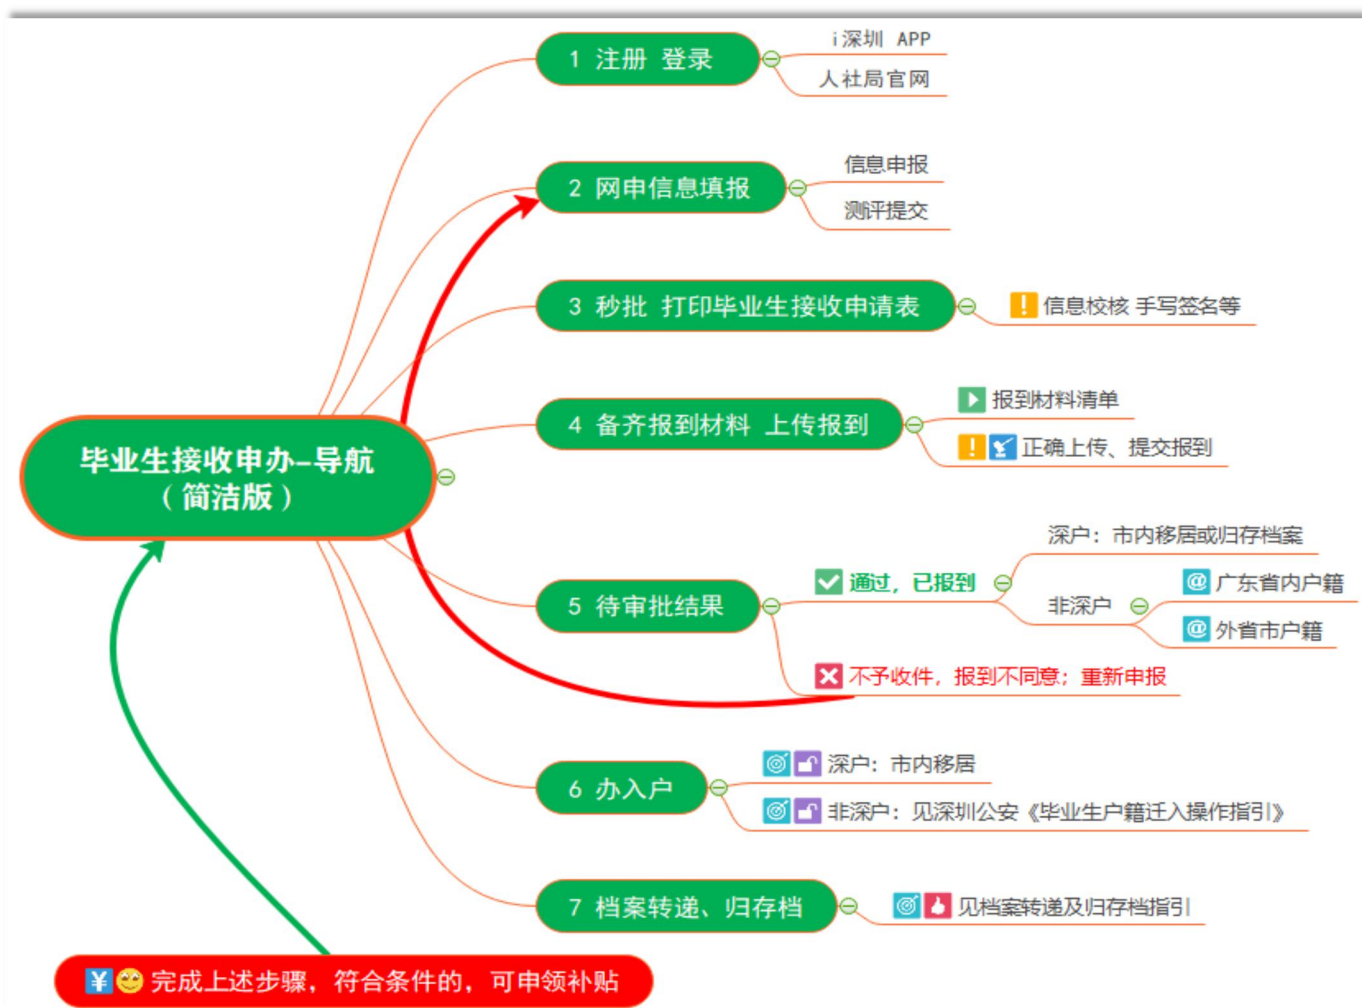 1 注册 登录
i深圳 APP
人社局官网
2 网申信息填报
信息申报
测评提交
3 秒批 打印毕业生接收申请表
信息校核 手写签名等
4 备齐报到材料 上传报到
报到材料清单
正确上传、提交报到
毕业生接收申办-导航
（简洁版）
5 待审批结果
通过，已报到
深户：市内移居或归存档案
非深户
@ 广东省内户籍
@ 外省市户籍
不予收件，报到不同意；重新申报
6 办入户
深户：市内移居
非深户：见深圳公安《毕业生户籍迁入操作指引》
7 档案转递、归存档
见档案转递及归存档指引
¥ 完成上述步骤，符合条件的，可申领补贴